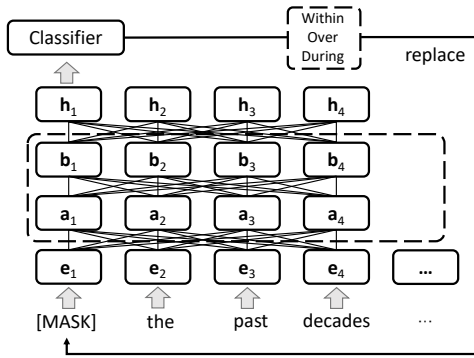 Classifier
Within
Over
During
replace
h1 h2 h3 h4
b1 b2 b3 b4
a1 a2 a3 a4
e1 e2 e3 e4 ...
[MASK] the past decades ...